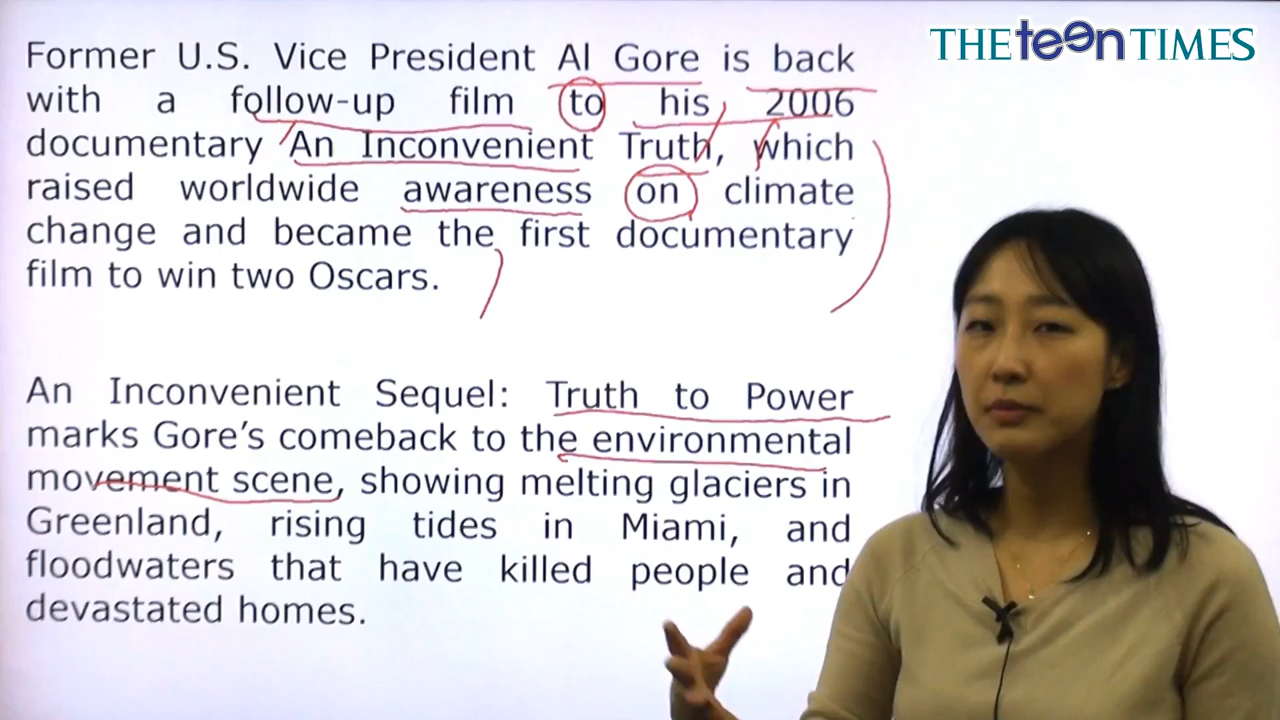 THE teen TIMES
Former U.S. Vice President Al Gore is back
with a follow-up film to his 2006
documentary An Inconvenient Truth, which
raised worldwide awareness on climate
change and became the first documentary
film to win two Oscars.
An Inconvenient Sequel: Truth to Power
marks Gore's comeback to the environmental
movement scene, showing melting glaciers in
Greenland, rising tides in Miami, and
floodwaters that have killed people and
devastated homes.